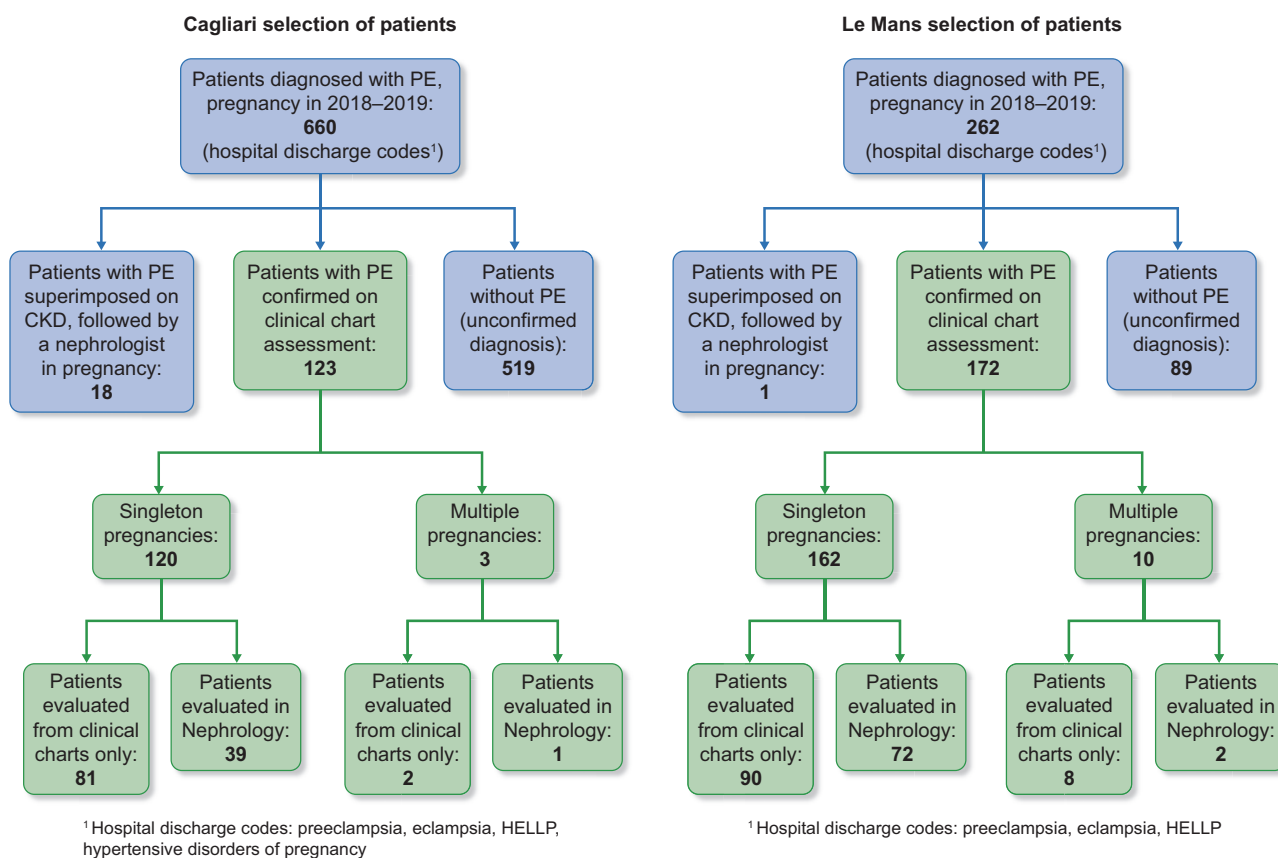 Cagliari selection of patients
Patients diagnosed with PE,
pregnancy in 2018–2019:
660
(hospital discharge codes¹)
Patients with PE
superimposed on
CKD, followed by
a nephrologist
in pregnancy:
18
Patients with PE
confirmed on
clinical chart
assessment:
123
Patients
without PE
(unconfirmed
diagnosis):
519
Singleton
pregnancies:
120
Multiple
pregnancies:
3
Patients
evaluated
from clinical
charts only:
81
Patients
evaluated in
Nephrology:
39
Patients
evaluated
from clinical
charts only:
2
Patients
evaluated in
Nephrology:
1
¹ Hospital discharge codes: preeclampsia, eclampsia, HELLP,
hypertensive disorders of pregnancy
Le Mans selection of patients
Patients diagnosed with PE,
pregnancy in 2018–2019:
262
(hospital discharge codes¹)
Patients with PE
superimposed on
CKD, followed by
a nephrologist
in pregnancy:
1
Patients with PE
confirmed on
clinical chart
assessment:
172
Patients
without PE
(unconfirmed
diagnosis):
89
Singleton
pregnancies:
162
Multiple
pregnancies:
10
Patients
evaluated
from clinical
charts only:
90
Patients
evaluated in
Nephrology:
72
Patients
evaluated
from clinical
charts only:
8
Patients
evaluated in
Nephrology:
2
¹ Hospital discharge codes: preeclampsia, eclampsia, HELLP